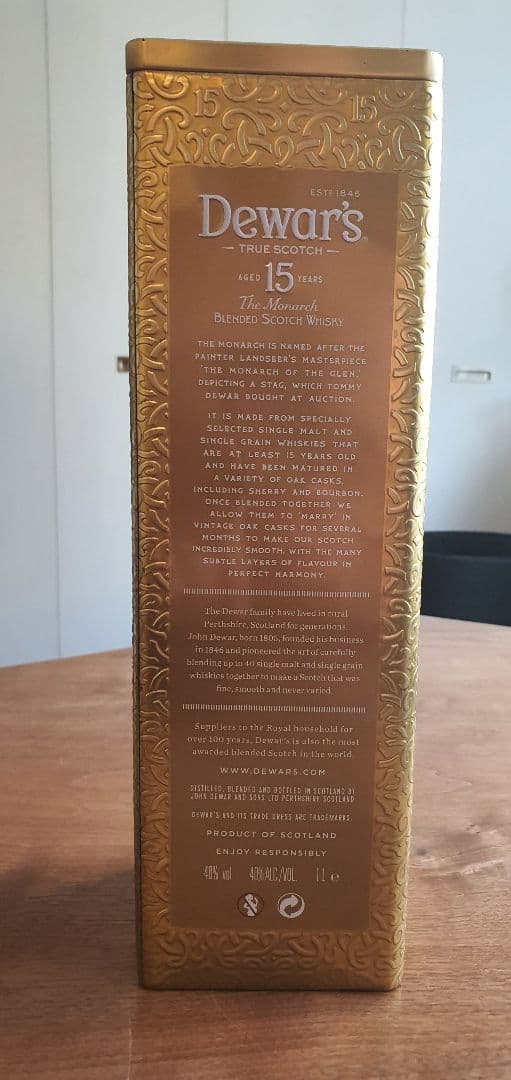 15 15
ESTD 1846
Dewar's
TRUE SCOTCH
AGED 15 YEARS
The Monarch
BLENDED SCOTCH WHISKY
THE MONARCH IS NAMED AFTER THE
PAINTER LANDSEER'S MASTERPIECE
'THE MONARCH OF THE GLEN,'
DEPICTING A STAG, WHICH TOMMY
DEWAR BOUGHT AT AUCTION.
IT IS MADE FROM SPECIALLY
SELECTED SINGLE MALT AND
SINGLE GRAIN WHISKIES THAT
ARE AT LEAST 15 YEARS OLD
AND HAVE BEEN MATURED IN
A VARIETY OF OAK CASKS,
INCLUDING SHERRY AND BOURBON.
ONCE BLENDED TOGETHER WE
ALLOW THEM TO 'MARRY' IN
VINTAGE OAK CASKS FOR SEVERAL
MONTHS TO MAKE OUR SCOTCH
INCREDIBLY SMOOTH, WITH THE MANY
SUBTLE LAYERS OF FLAVOUR IN
PERFECT HARMONY.
The Dewar family have lived in rural
Perthshire, Scotland for generations.
John Dewar, born 1805, founded his business
in 1846 and pioneered the art of carefully
blending up to 40 single malt and single grain
whiskies together to make a Scotch that was
fine, smooth and never varied.
Suppliers to the Royal household for
over 100 years, Dewar's is also the most
awarded blended Scotch in the world.
WWW.DEWARS.COM
DISTILLED, BLENDED AND BOTTLED IN SCOTLAND BY
JOHN DEWAR AND SONS LTD PERTHSHIRE SCOTLAND
DEWAR'S AND ITS TRADE DRESS ARE TRADEMARKS.
PRODUCT OF SCOTLAND
ENJOY RESPONSIBLY
40% vol 40%ALC./VOL. 1 L e